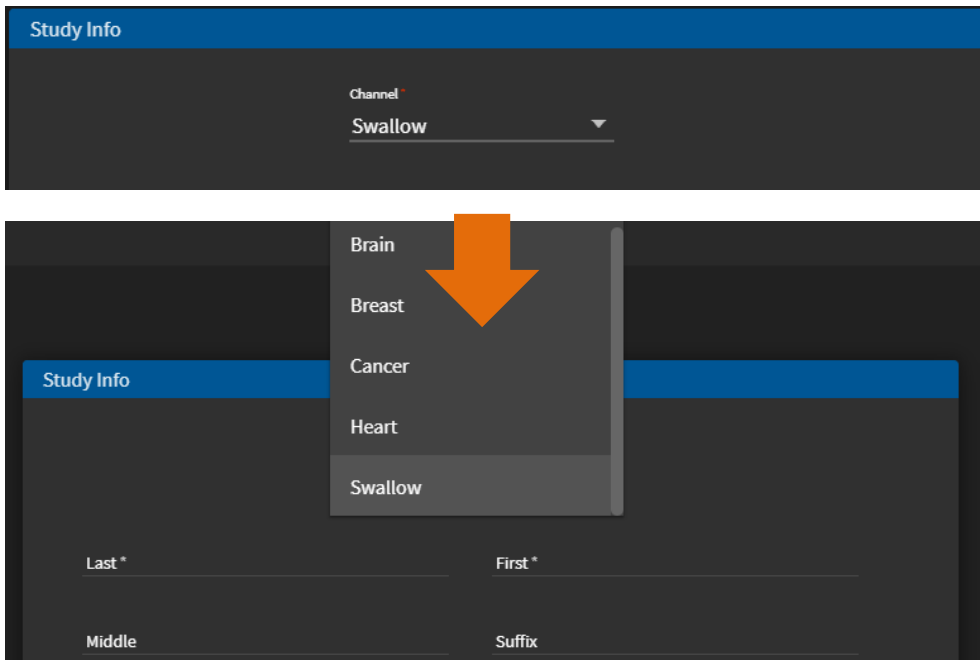 Study Info
Channel *
Swallow
Brain
Breast
Cancer
Study Info
Heart
Swallow
Last *
First *
Middle
Suffix